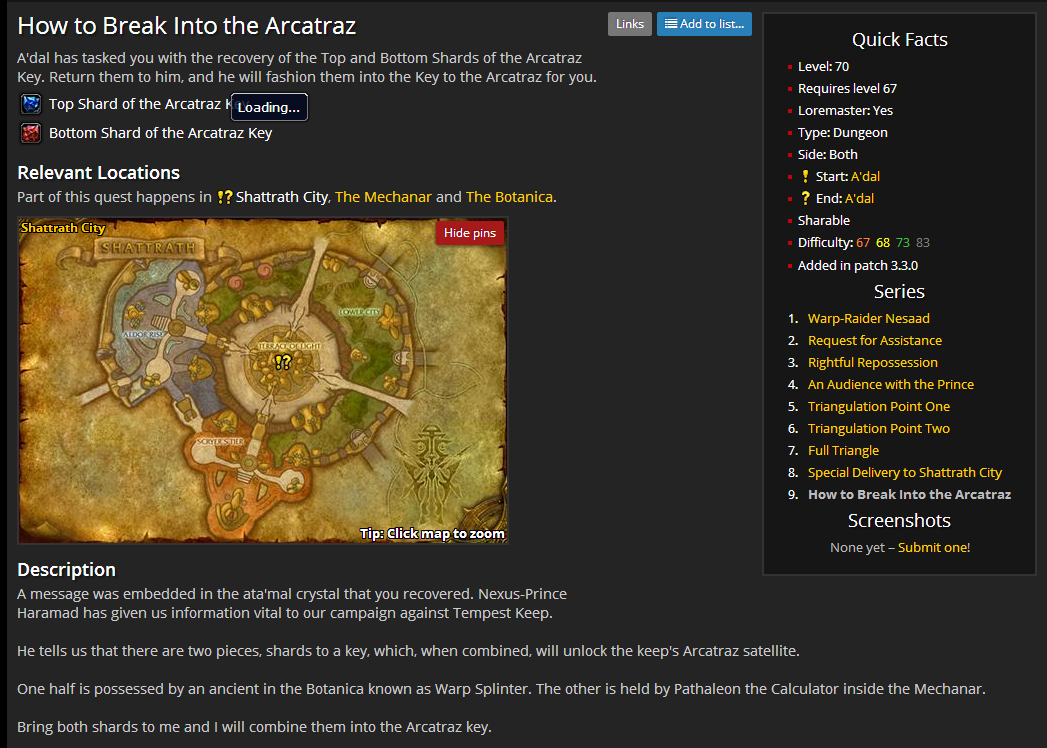 How to Break Into the Arcatraz
Links
Add to list...
A'dal has tasked you with the recovery of the Top and Bottom Shards of the Arcatraz
Key. Return them to him, and he will fashion them into the Key to the Arcatraz for you.
Top Shard of the Arcatraz
Loading...
Bottom Shard of the Arcatraz Key
Relevant Locations
Part of this quest happens in !? Shattrath City, The Mechanar and The Botanica.
Shattrath City
Hide pins
SHATTRATH
LOWER CITY
ALDOR RISE
TERRACE OF LIGHT
!?
SCRYER'S TIER
Tip: Click map to zoom
Description
A message was embedded in the ata'mal crystal that you recovered. Nexus-Prince
Haramad has given us information vital to our campaign against Tempest Keep.
He tells us that there are two pieces, shards to a key, which, when combined, will unlock the keep's Arcatraz satellite.
One half is possessed by an ancient in the Botanica known as Warp Splinter. The other is held by Pathaleon the Calculator inside the Mechanar.
Bring both shards to me and I will combine them into the Arcatraz key.
Quick Facts
Level: 70
Requires level 67
Loremaster: Yes
Type: Dungeon
Side: Both
! Start: A'dal
? End: A'dal
Sharable
Difficulty: 67 68 73 83
Added in patch 3.3.0
Series
1. Warp-Raider Nesaad
2. Request for Assistance
3. Rightful Repossession
4. An Audience with the Prince
5. Triangulation Point One
6. Triangulation Point Two
7. Full Triangle
8. Special Delivery to Shattrath City
9. How to Break Into the Arcatraz
Screenshots
None yet – Submit one!